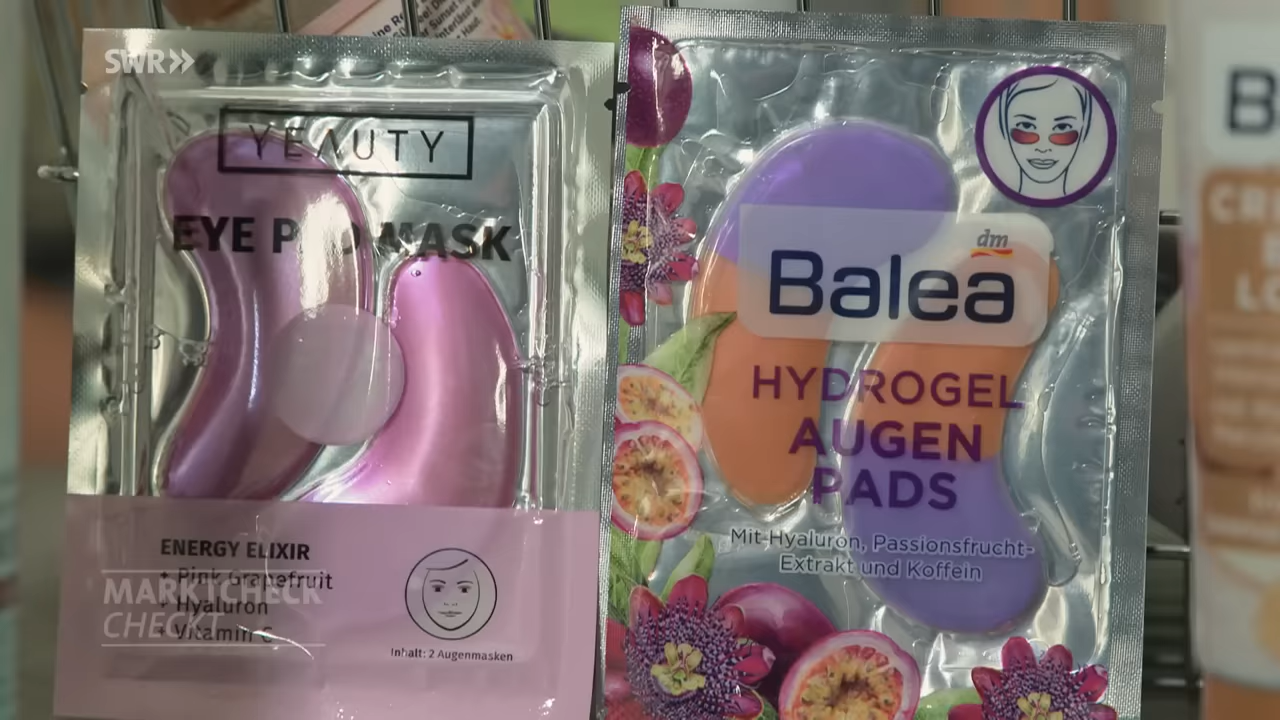 SWR»
YEAUTY
EYE PAD MASK
ENERGY ELIXIR
+ Pink Grapefruit
+ Hyaluron
+ Vitamin C
Inhalt: 2 Augenmasken
MARKTCHECK
CHECKT
dm
Balea
HYDROGEL
AUGEN
PADS
Mit Hyaluron, Passionsfrucht-
Extrakt und Koffein
B